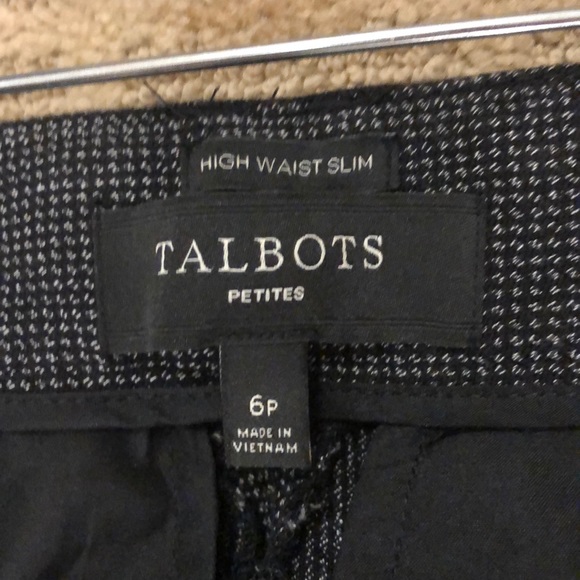 HIGH WAIST SLIM
TALBOTS
PETITES
6P
MADE IN
VIETNAM